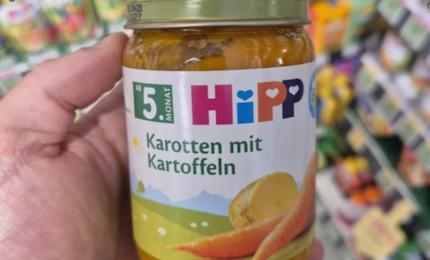 AB 5. MONAT
HiPP
Karotten mit
Kartoffeln